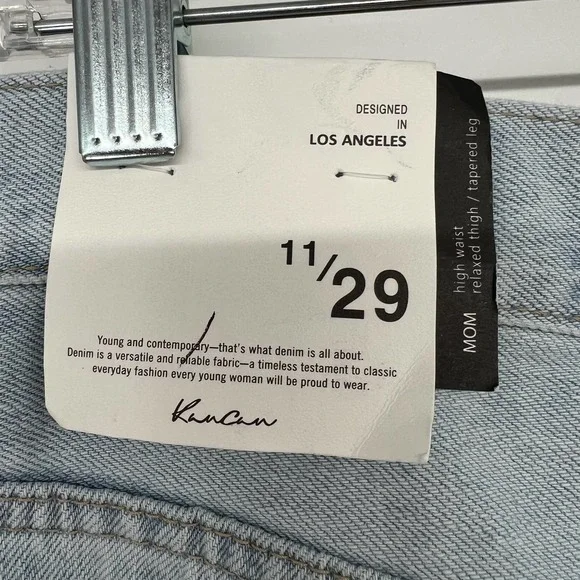 DESIGNED
IN
LOS ANGELES
11/29
Young and contemporary—that's what denim is all about.
Denim is a versatile and reliable fabric—a timeless testament to classic
everyday fashion every young woman will be proud to wear.
KanCan
MOM
high waist
relaxed thigh / tapered leg